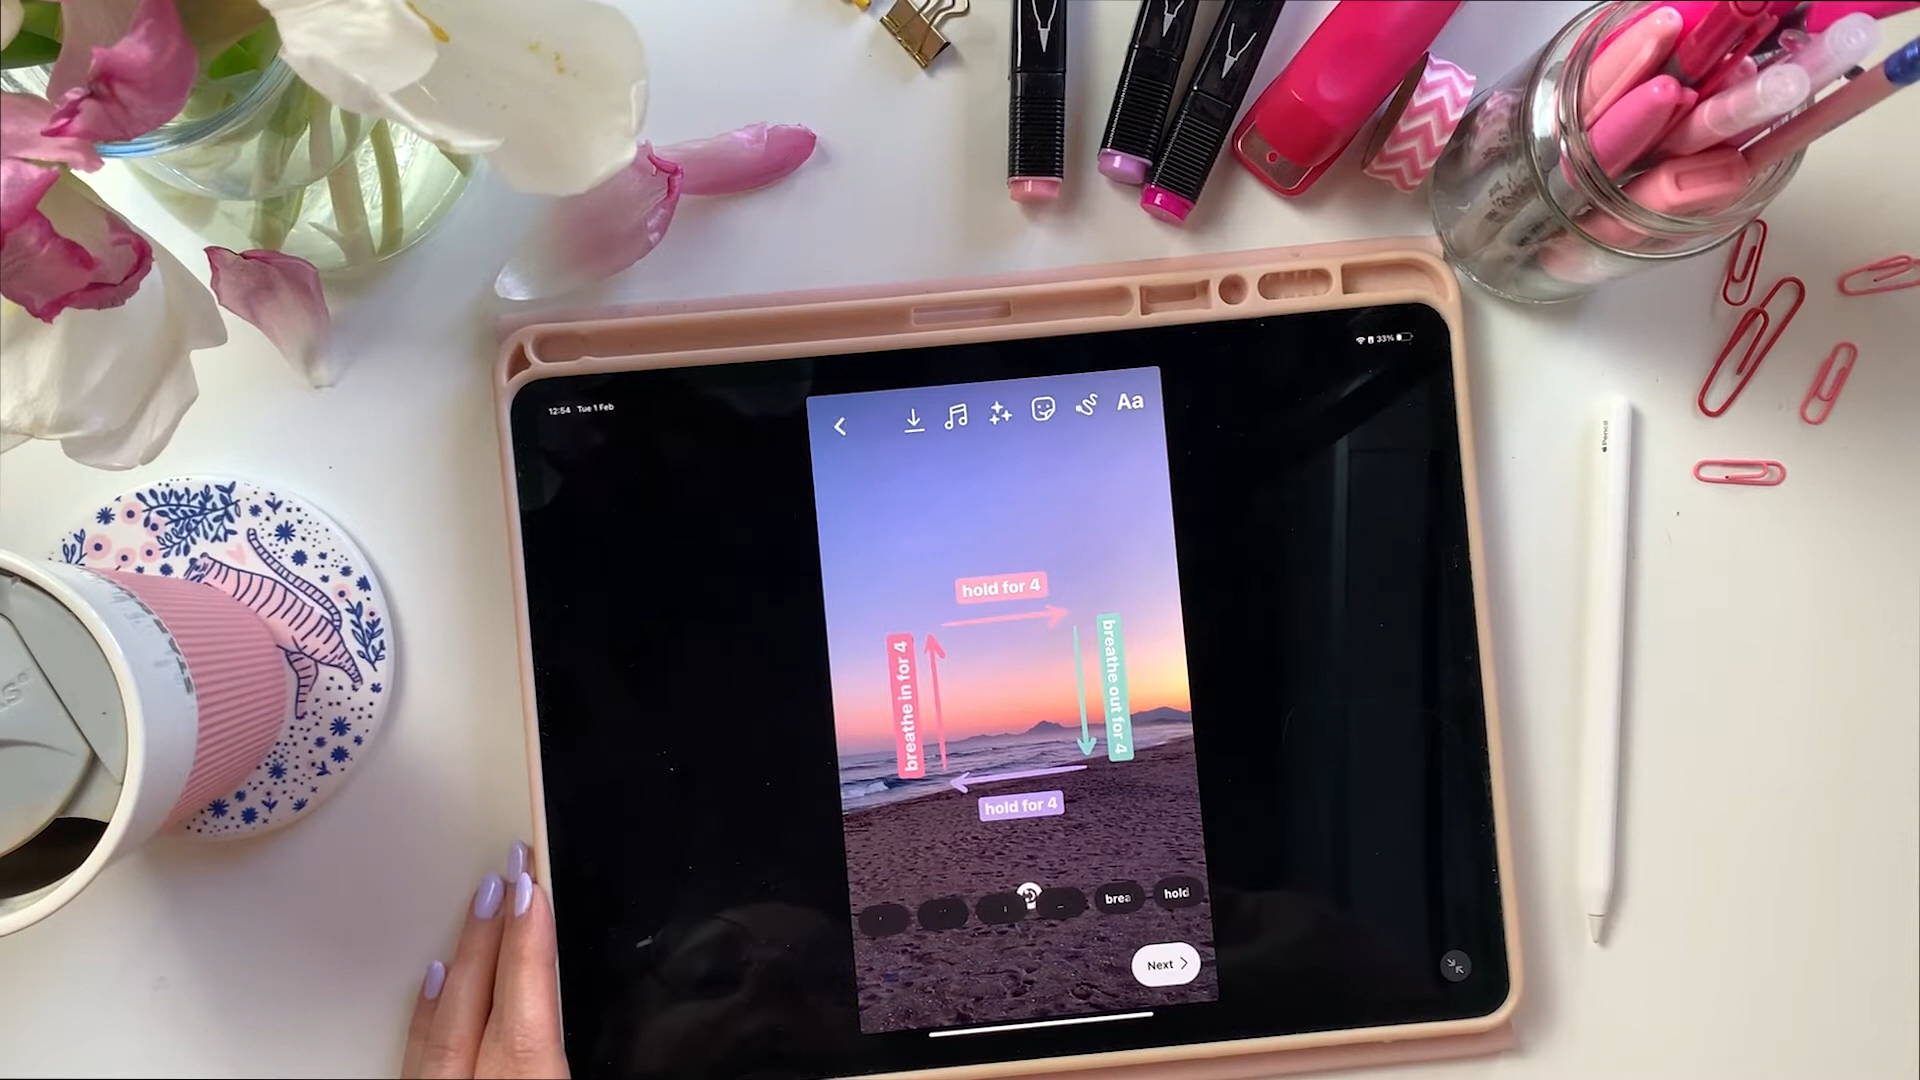 12:54 Tue 1 Feb
33%
Aa
hold for 4
breathe in for 4
breathe out for 4
hold for 4
brea
hold
Next
Pencil